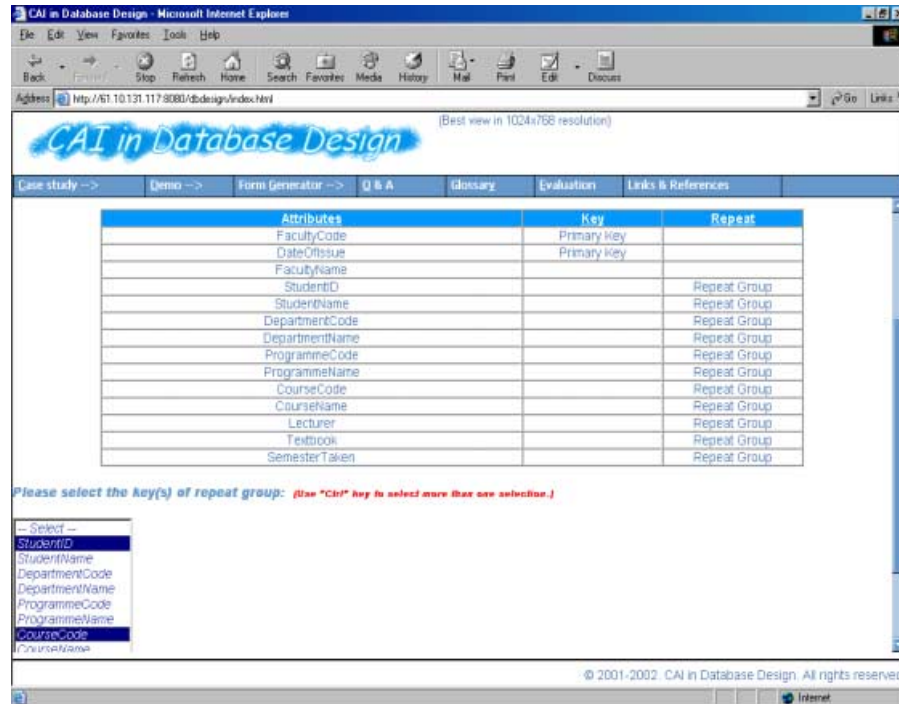 CAI in Database Design - Microsoft Internet Explorer
File Edit View Favorites Tools Help
Back Forward Stop Refresh Home Search Favorites Media History Mail Print Edit Discuss
Address http://61.10.131.117:8080/dbdesign/index.html Go Links
CAI in Database Design
(Best view in 1024x768 resolution)
Case study --> Demo --> Form Generator --> Q & A Glossary Evaluation Links & References
Attributes Key Repeat
FacultyCode Primary Key
DateOfIssue Primary Key
FacultyName
StudentID Repeat Group
StudentName Repeat Group
DepartmentCode Repeat Group
DepartmentName Repeat Group
ProgrammeCode Repeat Group
ProgrammeName Repeat Group
CourseCode Repeat Group
CourseName Repeat Group
Lecturer Repeat Group
Textbook Repeat Group
SemesterTaken Repeat Group
Please select the key(s) of repeat group: (Use "Ctrl" key to select more than one selection.)
-- Select --
StudentID
StudentName
DepartmentCode
DepartmentName
ProgrammeCode
ProgrammeName
CourseCode
CourseName
© 2001-2002. CAI in Database Design. All rights reserved
Internet